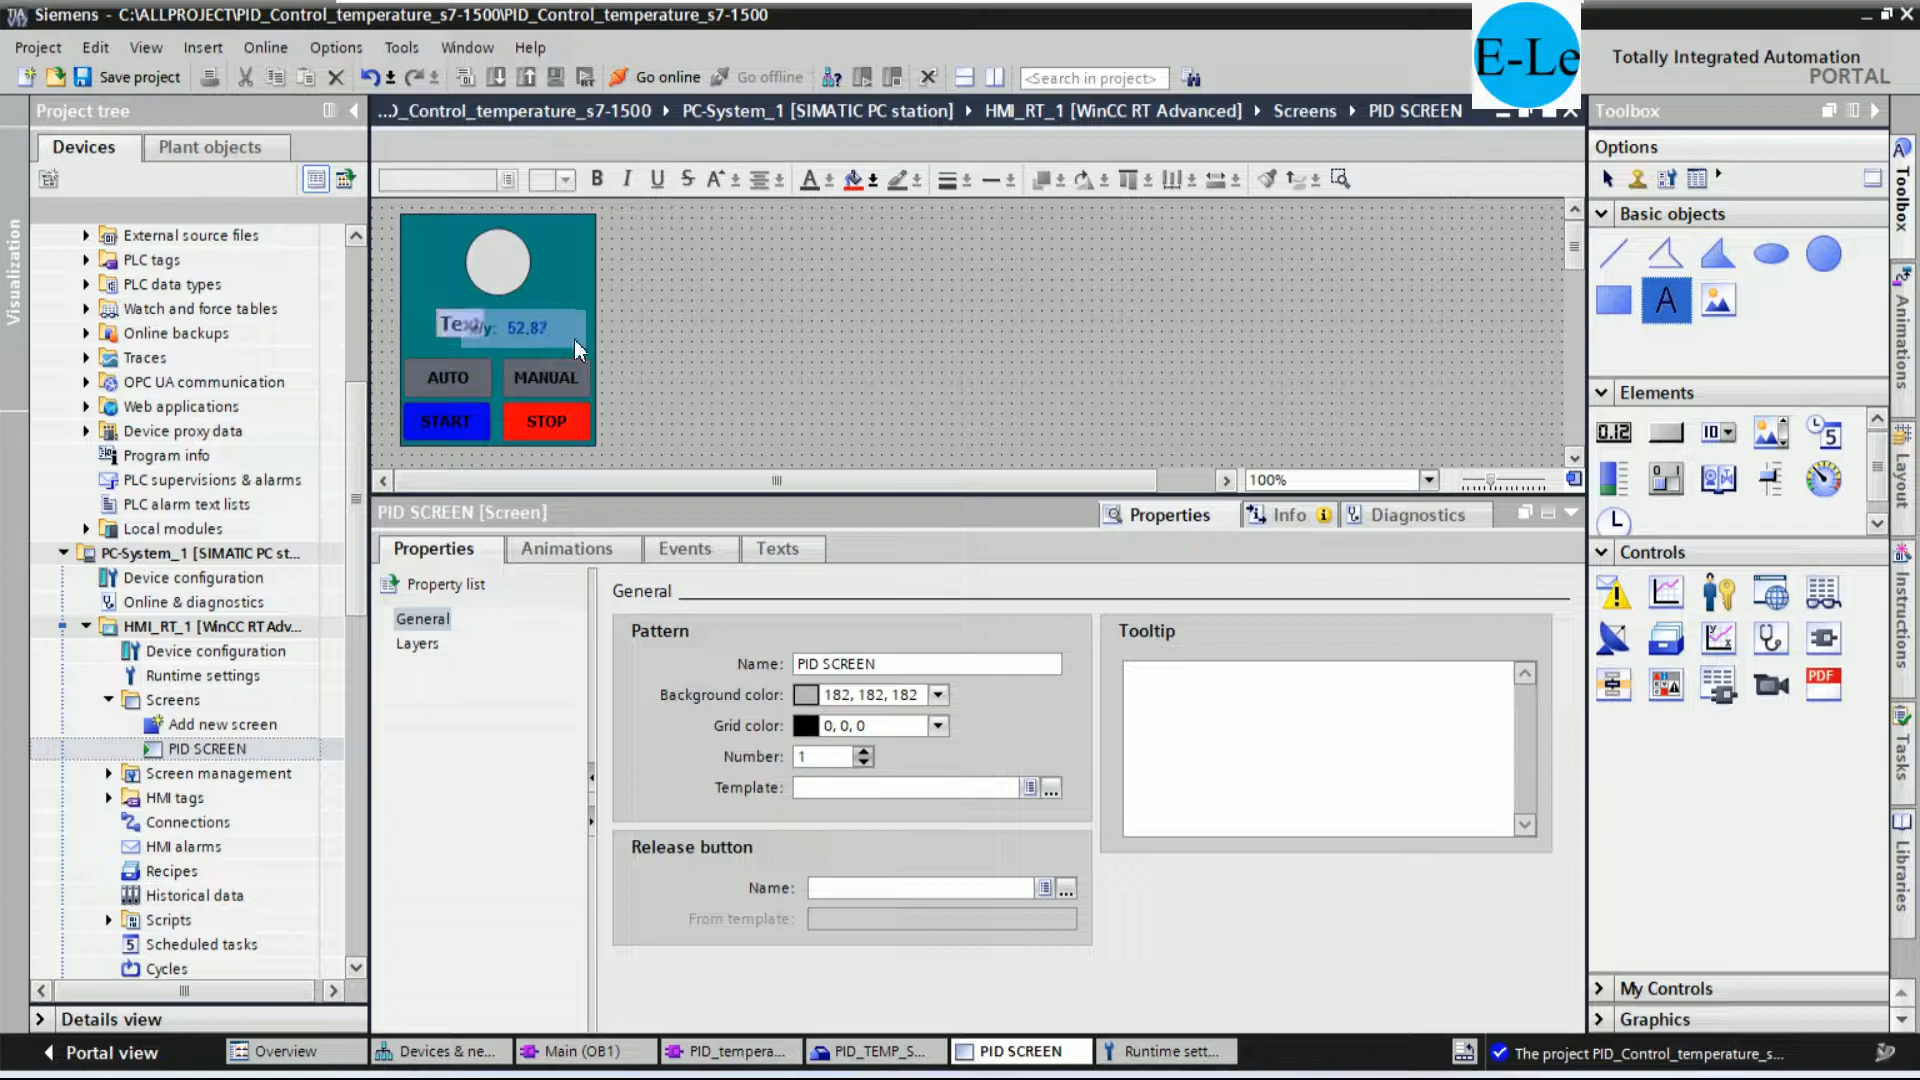 Siemens - C:\ALLPROJECT\PID_Control_temperature_s7-1500\PID_Control_temperature_s7-1500
Project Edit View Insert Online Options Tools Window Help
E-Le
Totally Integrated Automation
PORTAL
Save project
Go online
Go offline
<Search in project>
Project tree
..._Control_temperature_s7-1500 PC-System_1 [SIMATIC PC station] HMI_RT_1 [WinCC RT Advanced] Screens PID SCREEN
Toolbox
Devices
Plant objects
Options
Visualization
External source files
PLC tags
PLC data types
Watch and force tables
Online backups
Traces
OPC UA communication
Web applications
Device proxy data
Program info
PLC supervisions & alarms
PLC alarm text lists
Local modules
PC-System_1 [SIMATIC PC st...
Device configuration
Online & diagnostics
HMI_RT_1 [WinCC RT Adv...
Device configuration
Runtime settings
Screens
Add new screen
PID SCREEN
Screen management
HMI tags
Connections
HMI alarms
Recipes
Historical data
Scripts
Scheduled tasks
Cycles
Details view
B I U S A
A
/y: 52,87
AUTO
MANUAL
START
STOP
100%
PID SCREEN [Screen]
Properties
Info
Diagnostics
Properties
Animations
Events
Texts
Property list
General
Layers
General
Pattern
Name: PID SCREEN
Background color: 182, 182, 182
Grid color: 0, 0, 0
Number: 1
Template:
Release button
Name:
From template:
Tooltip
Basic objects
A
Elements
0.12
10
5
Controls
PDF
My Controls
Graphics
Toolbox
Animations
Layout
Instructions
Tasks
Libraries
Portal view
Overview
Devices & ne...
Main (OB1)
PID_tempera...
PID_TEMP_S...
PID SCREEN
Runtime sett...
The project PID_Control_temperature_s...